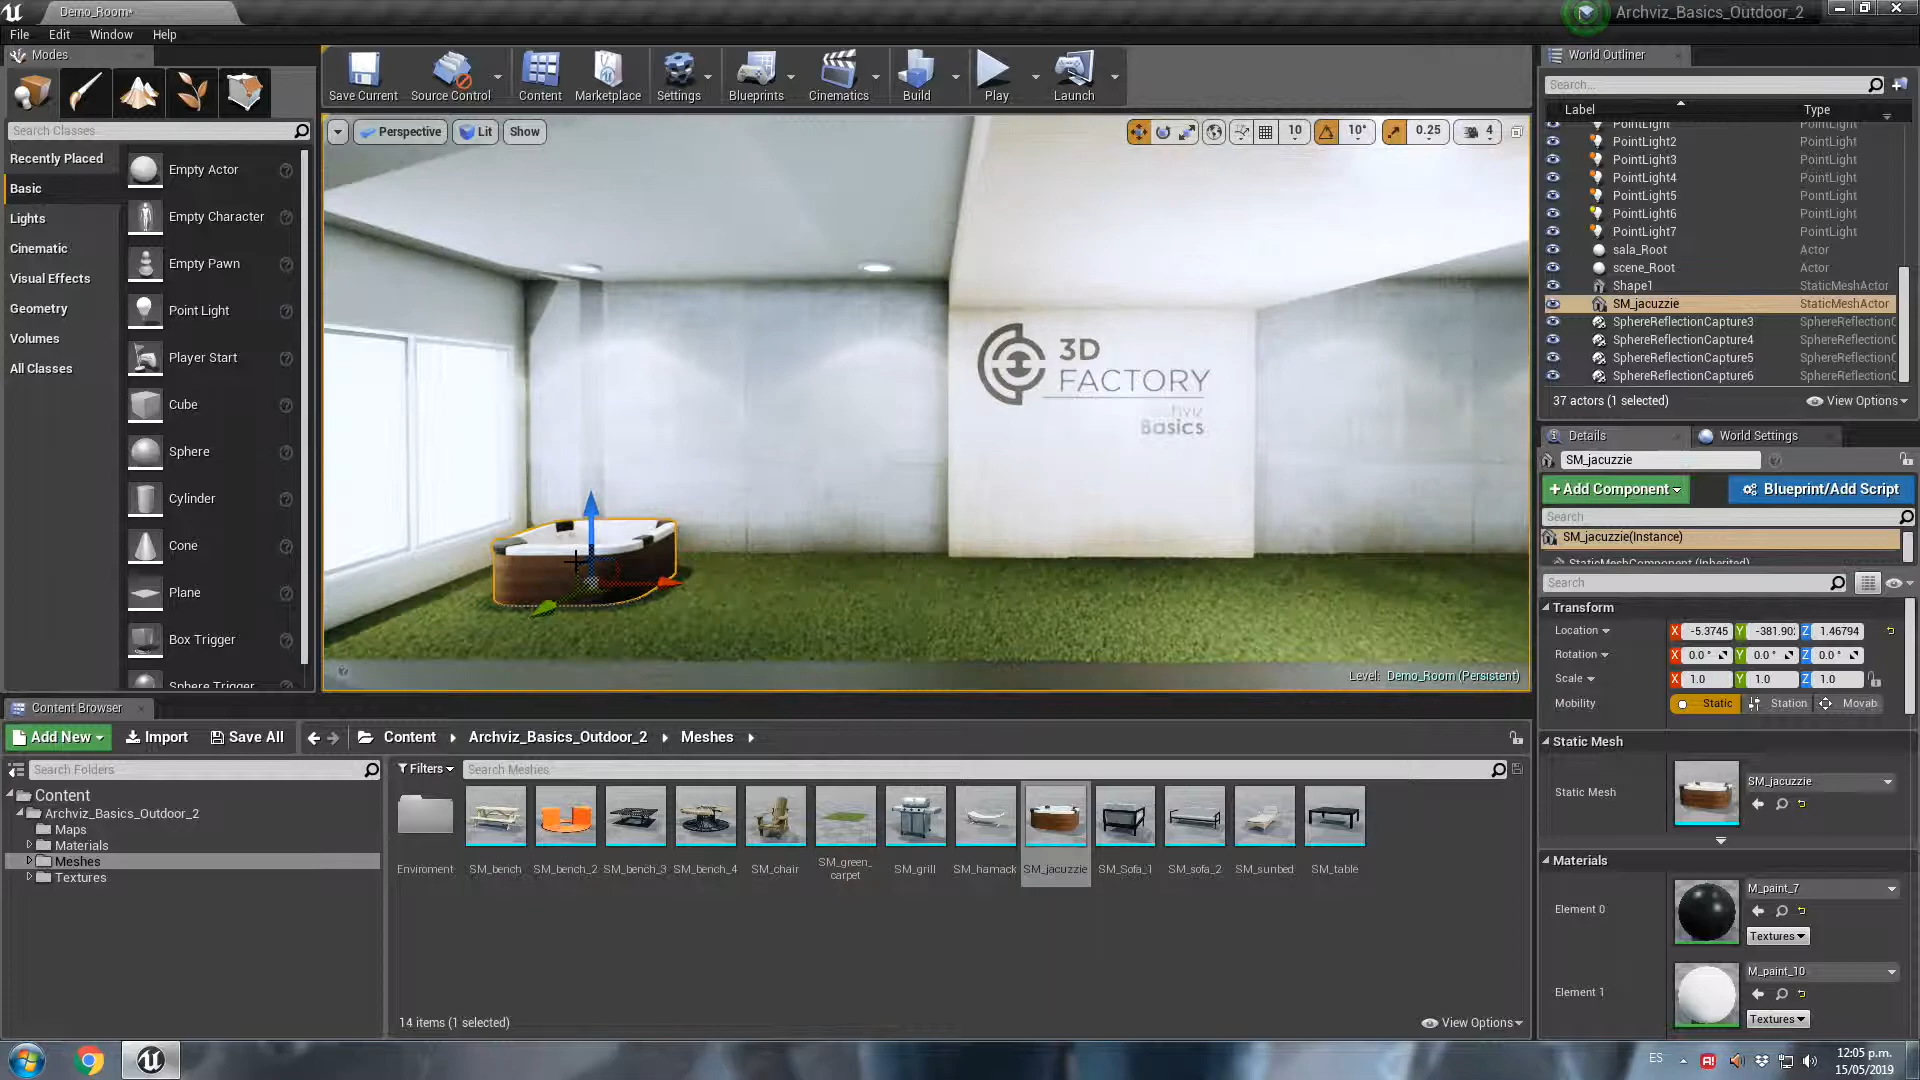 Demo_Room*
Archviz_Basics_Outdoor_2
File Edit Window Help
Modes
Search Classes
Recently Placed
Basic
Lights
Cinematic
Visual Effects
Geometry
Volumes
All Classes
Empty Actor
Empty Character
Empty Pawn
Point Light
Player Start
Cube
Sphere
Cylinder
Cone
Plane
Box Trigger
Sphere Trigger
Save Current
Source Control
Content
Marketplace
Settings
Blueprints
Cinematics
Build
Play
Launch
Perspective
Lit
Show
10
10°
0.25
4
3D
FACTORY
Basics
Level: Demo_Room (Persistent)
World Outliner
Search...
Label Type
PointLight PointLight
PointLight2 PointLight
PointLight3 PointLight
PointLight4 PointLight
PointLight5 PointLight
PointLight6 PointLight
PointLight7 PointLight
sala_Root Actor
scene_Root Actor
Shape1 StaticMeshActor
SM_jacuzzie StaticMeshActor
SphereReflectionCapture3 SphereReflectionC
SphereReflectionCapture4 SphereReflectionC
SphereReflectionCapture5 SphereReflectionC
SphereReflectionCapture6 SphereReflectionC
37 actors (1 selected)
View Options
Details
World Settings
SM_jacuzzie
+Add Component
Blueprint/Add Script
Search
SM_jacuzzie(Instance)
StaticMeshComponent (Inherited)
Search
Transform
Location X -5.3745 Y -381.90 Z 1.46794
Rotation X 0.0° Y 0.0° Z 0.0°
Scale X 1.0 Y 1.0 Z 1.0
Mobility Static Station Movab
Static Mesh
Static Mesh
SM_jacuzzie
Materials
Element 0
M_paint_7
Textures
Element 1
M_paint_10
Textures
Content Browser
Add New
Import
Save All
Content
Archviz_Basics_Outdoor_2
Meshes
Search Folders
Content
Archviz_Basics_Outdoor_2
Maps
Materials
Meshes
Textures
Filters
Search Meshes
Enviroment
SM_bench
SM_bench_2
SM_bench_3
SM_bench_4
SM_chair
SM_green_
carpet
SM_grill
SM_hamack
SM_jacuzzie
SM_Sofa_1
SM_sofa_2
SM_sunbed
SM_table
14 items (1 selected)
View Options
ES
12:05 p.m.
15/05/2019